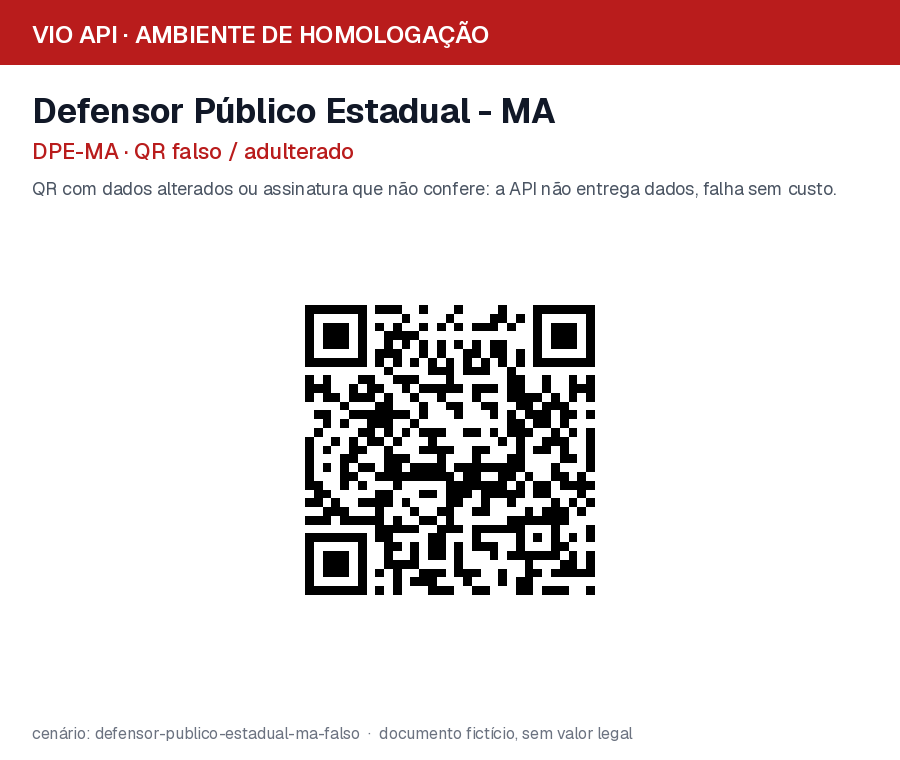 VIO API · AMBIENTE DE HOMOLOGAÇÃO
Defensor Público Estadual - MA
DPE-MA · QR falso / adulterado
QR com dados alterados ou assinatura que não confere: a API não entrega dados, falha sem custo.
cenário: defensor-publico-estadual-ma-falso · documento fictício, sem valor legal